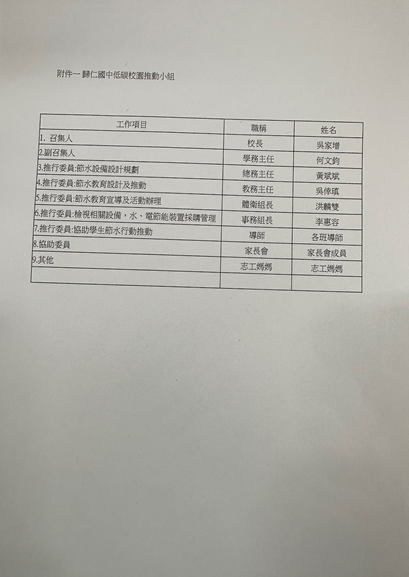 附件一 歸仁國中低碳校園推動小組
工作項目 職稱 姓名
1. 召集人 校長 吳家增
2.副召集人 學務主任 何文鈞
3.推行委員:節水設備設計規劃 總務主任 黃斌斌
4.推行委員:節水教育設計及推動 教務主任 吳倖瑱
5.推行委員:節水教育宣導及活動辦理 體衛組長 洪麟雙
6.推行委員:檢視相關設備，水、電節能裝置採購管理 事務組長 李惠容
7.推行委員:協助學生節水行動推動 導師 各班導師
8.協助委員 家長會 家長會成員
9.其他 志工媽媽 志工媽媽